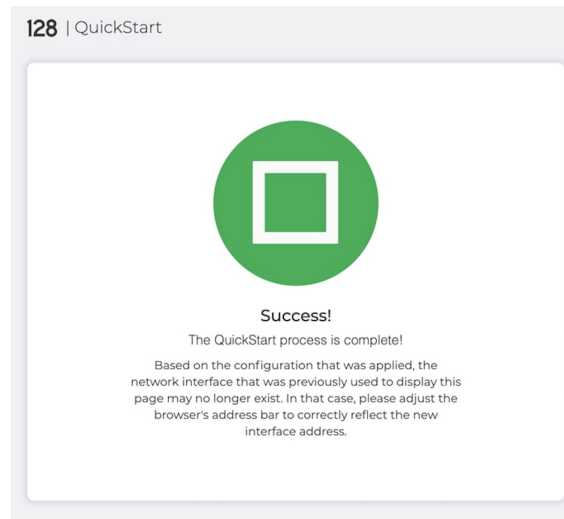 128 | QuickStart
Success!
The QuickStart process is complete!
Based on the configuration that was applied, the
network interface that was previously used to display this
page may no longer exist. In that case, please adjust the
browser's address bar to correctly reflect the new
interface address.